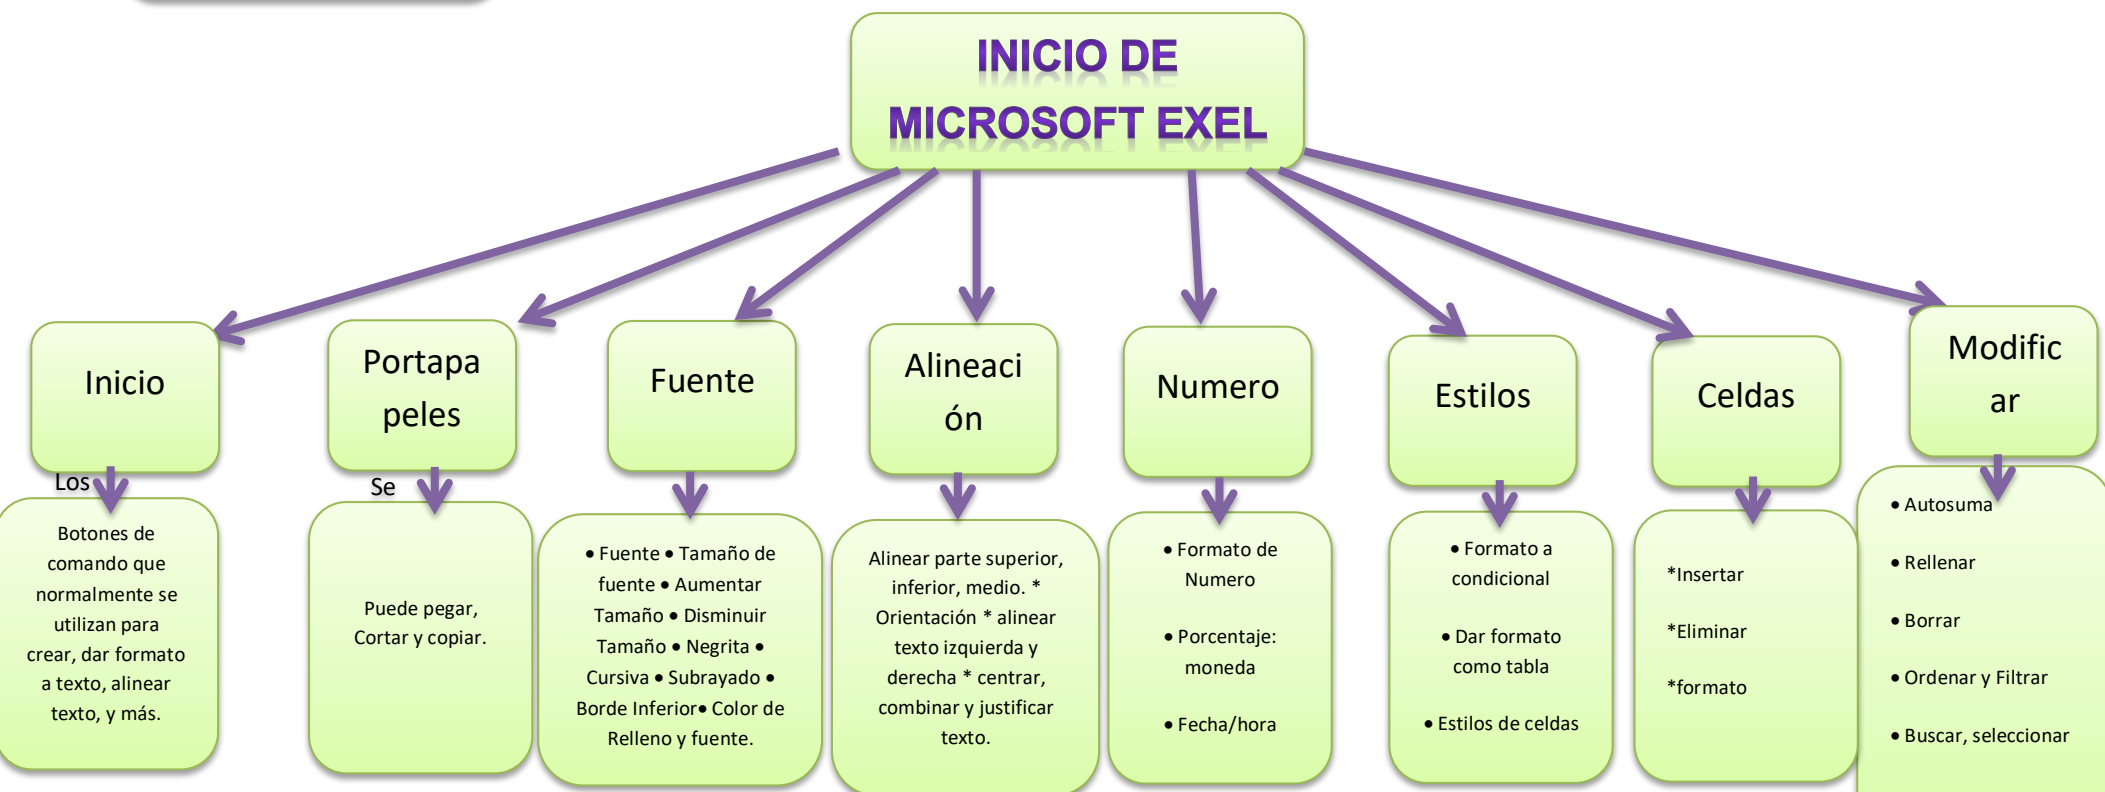 INICIO DE
MICROSOFT EXEL
Inicio
Los
Botones de
comando que
normalmente se
utilizan para
crear, dar formato
a texto, alinear
texto, y más.
Portapa
peles
Se
Puede pegar,
Cortar y copiar.
Fuente
• Fuente • Tamaño de
fuente • Aumentar
Tamaño • Disminuir
Tamaño • Negrita •
Cursiva • Subrayado •
Borde Inferior• Color de
Relleno y fuente.
Alineaci
ón
Alinear parte superior,
inferior, medio. *
Orientación * alinear
texto izquierda y
derecha * centrar,
combinar y justificar
texto.
Numero
• Formato de
Numero
• Porcentaje:
moneda
• Fecha/hora
Estilos
• Formato a
condicional
• Dar formato
como tabla
• Estilos de celdas
Celdas
*Insertar
*Eliminar
*formato
Modific
ar
• Autosuma
• Rellenar
• Borrar
• Ordenar y Filtrar
• Buscar, seleccionar